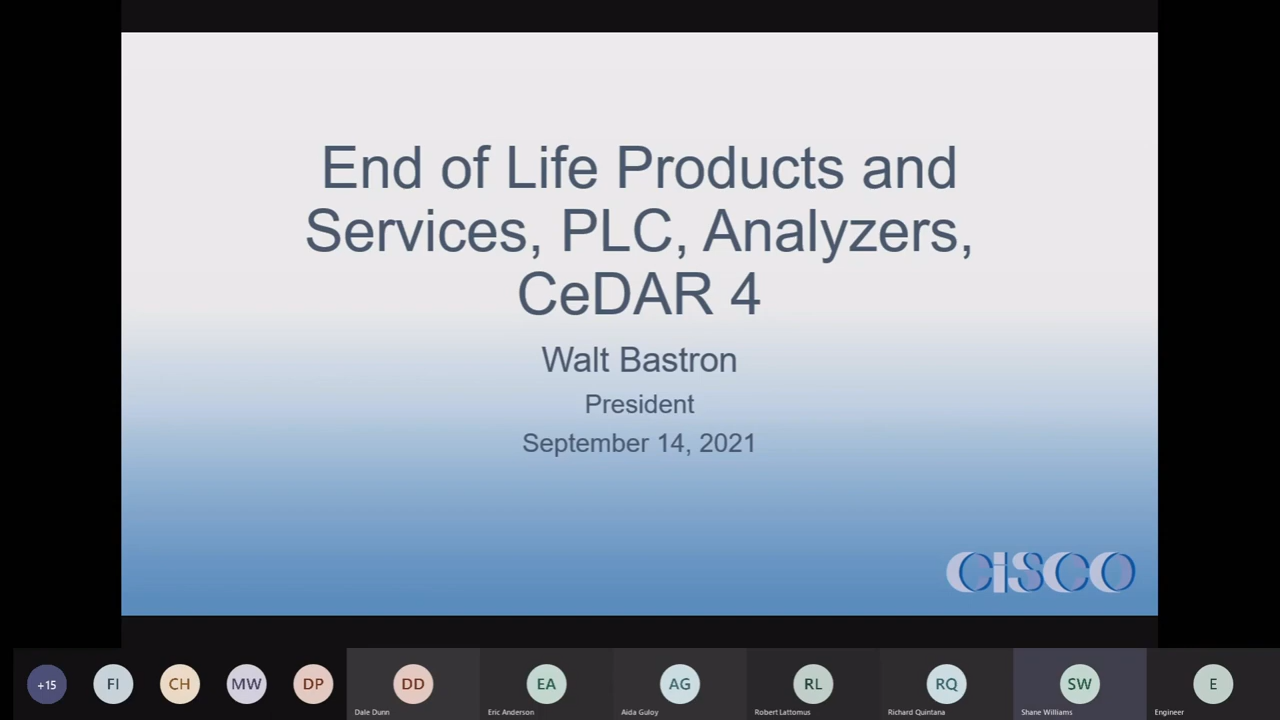 End of Life Products and
Services, PLC, Analyzers,
CeDAR 4
Walt Bastron
President
September 14, 2021
CiSCO
+15
FI
CH
MW
DP
DD
EA
AG
RL
RQ
SW
E
Dale Dunn
Eric Anderson
Aida Guloy
Robert Lattomus
Richard Quintana
Shane Williams
Engineer